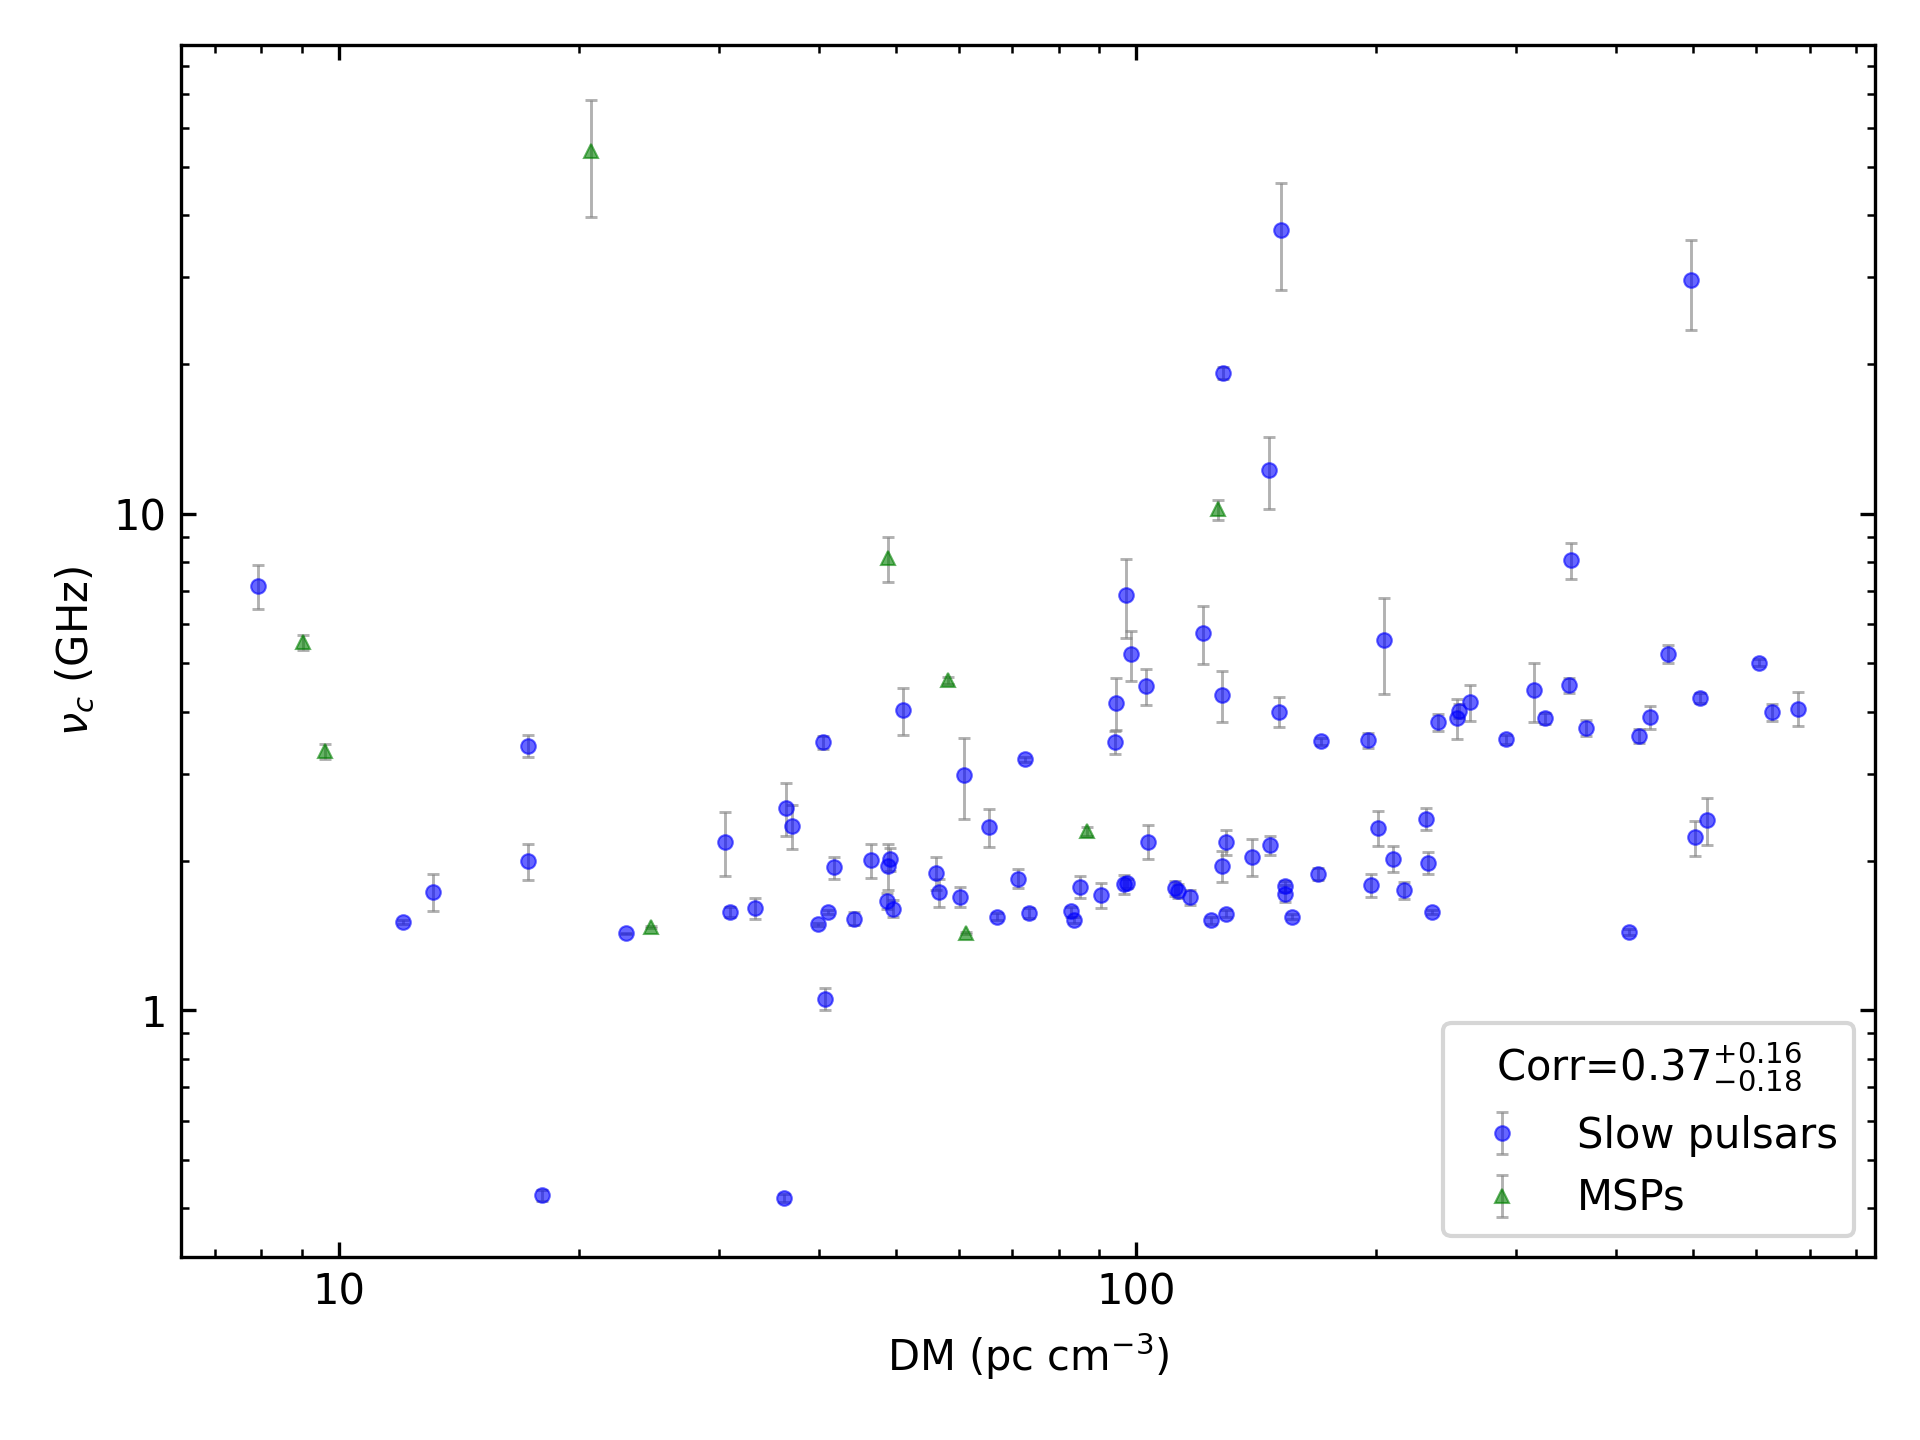 10
1
ν_c (GHz)
10
100
DM (pc cm⁻³)
Corr=0.37^{+0.16}_{−0.18}
Slow pulsars
MSPs